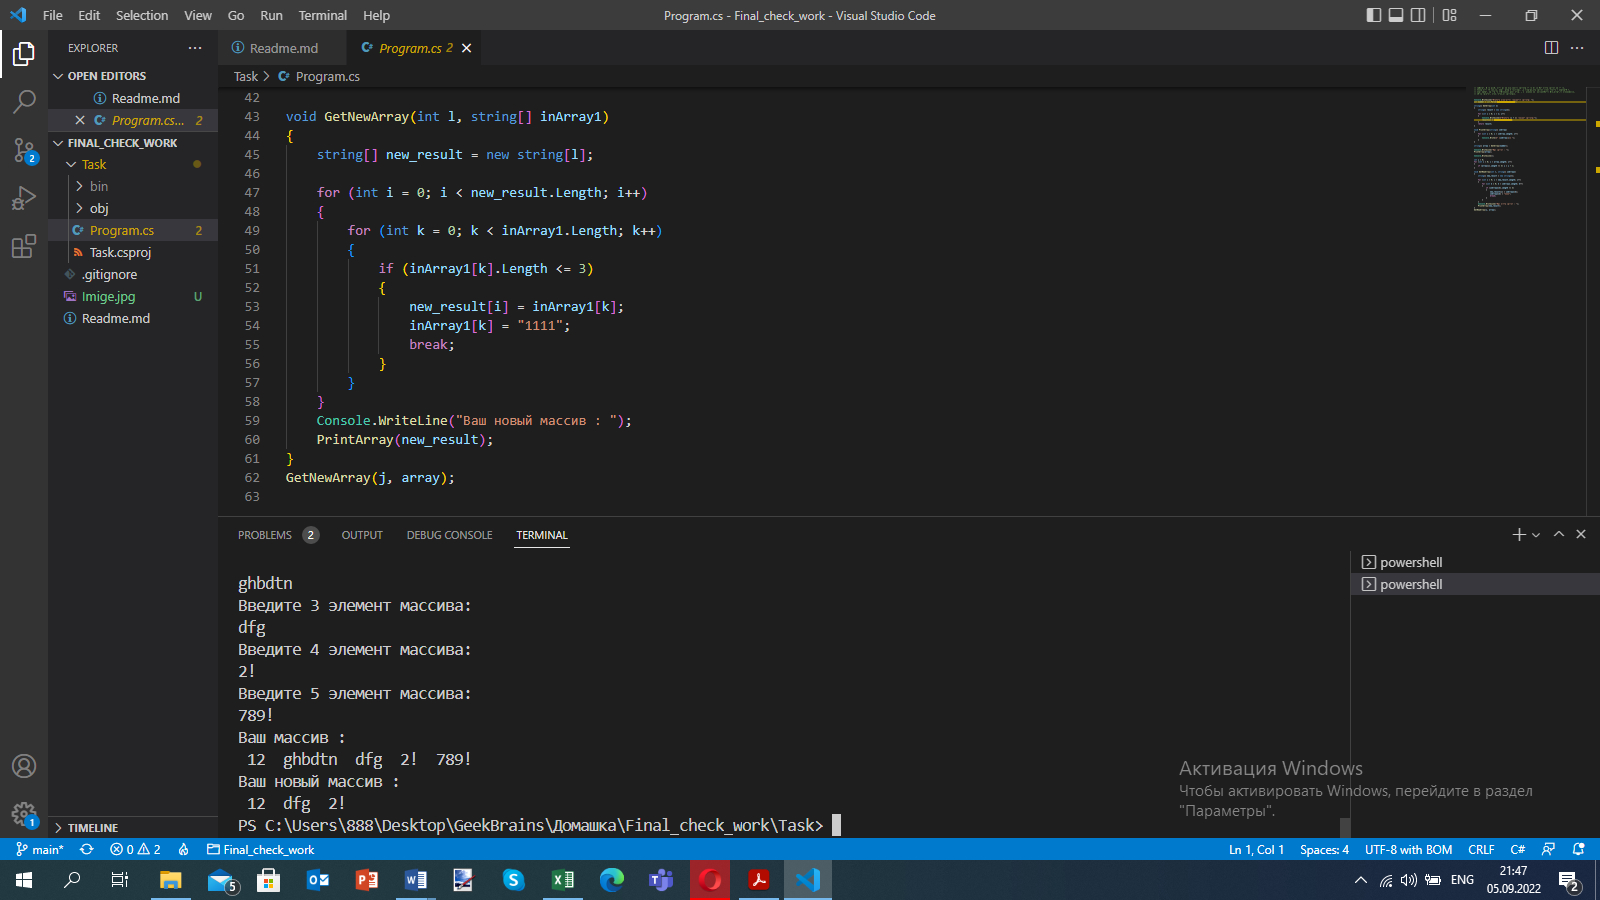 File Edit Selection View Go Run Terminal Help
Program.cs - Final_check_work - Visual Studio Code
EXPLORER
OPEN EDITORS
Readme.md
Program.cs... 2
FINAL_CHECK_WORK
Task
bin
obj
Program.cs 2
Task.csproj
.gitignore
Imige.jpg U
Readme.md
TIMELINE
Readme.md Program.cs 2
Task > Program.cs
42
43 void GetNewArray(int l, string[] inArray1)
44 {
45 string[] new_result = new string[l];
46
47 for (int i = 0; i < new_result.Length; i++)
48 {
49 for (int k = 0; k < inArray1.Length; k++)
50 {
51 if (inArray1[k].Length <= 3)
52 {
53 new_result[i] = inArray1[k];
54 inArray1[k] = "1111";
55 break;
56 }
57 }
58 }
59 Console.WriteLine("Ваш новый массив : ");
60 PrintArray(new_result);
61 }
62 GetNewArray(j, array);
63
PROBLEMS 2 OUTPUT DEBUG CONSOLE TERMINAL
ghbdtn
Введите 3 элемент массива:
dfg
Введите 4 элемент массива:
2!
Введите 5 элемент массива:
789!
Ваш массив :
12 ghbdtn dfg 2! 789!
Ваш новый массив :
12 dfg 2!
PS C:\Users\888\Desktop\GeekBrains\Домашка\Final_check_work\Task>
powershell
powershell
Активация Windows
Чтобы активировать Windows, перейдите в раздел
"Параметры".
2
1
main* 0 2 Final_check_work
Ln 1, Col 1 Spaces: 4 UTF-8 with BOM CRLF C#
5
ENG
21:47
05.09.2022
2